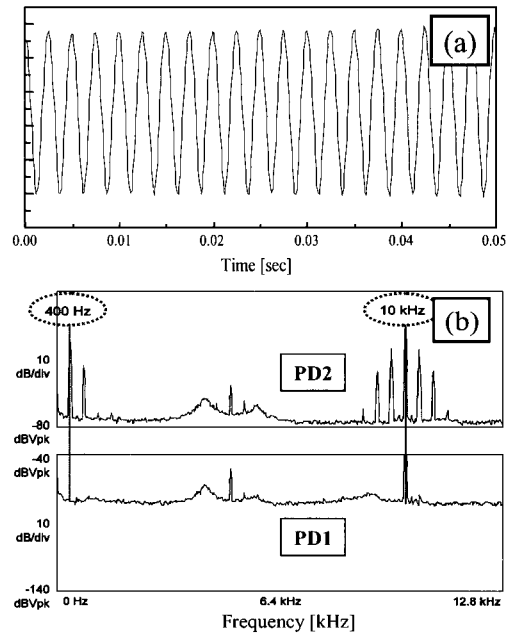 (a)
0.00 0.01 0.02 0.03 0.04 0.05
Time [sec]
400 Hz
10 kHz
(b)
10
dB/div
PD2
-80
dBVpk
-40
dBVpk
10
dB/div
PD1
-140
dBVpk
0 Hz 6.4 kHz 12.8 kHz
Frequency [kHz]